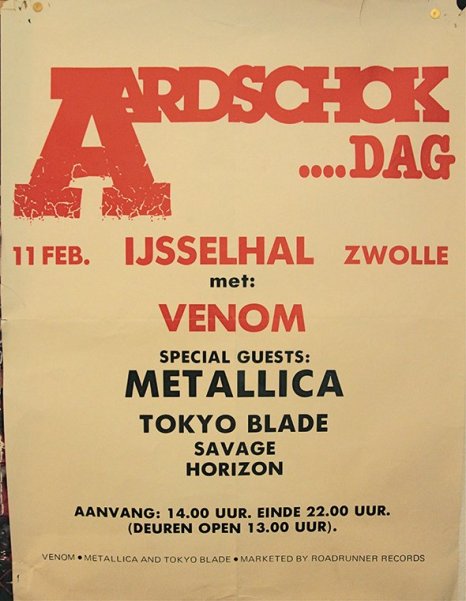 AARDSCHOK
....DAG
11 FEB. IJSSELHAL ZWOLLE
met:
VENOM
SPECIAL GUESTS:
METALLICA
TOKYO BLADE
SAVAGE
HORIZON
AANVANG: 14.00 UUR. EINDE 22.00 UUR.
(DEUREN OPEN 13.00 UUR).
VENOM • METALLICA AND TOKYO BLADE • MARKETED BY ROADRUNNER RECORDS